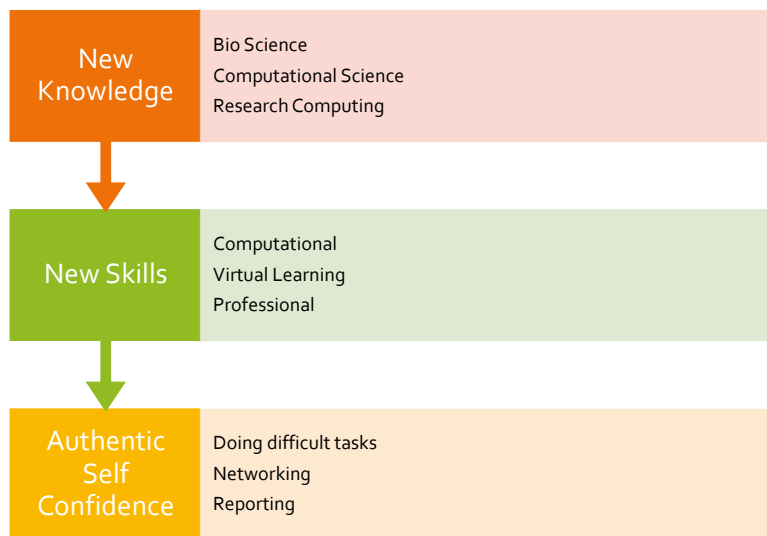 New
Knowledge
Bio Science
Computational Science
Research Computing
New Skills
Computational
Virtual Learning
Professional
Authentic
Self
Confidence
Doing difficult tasks
Networking
Reporting